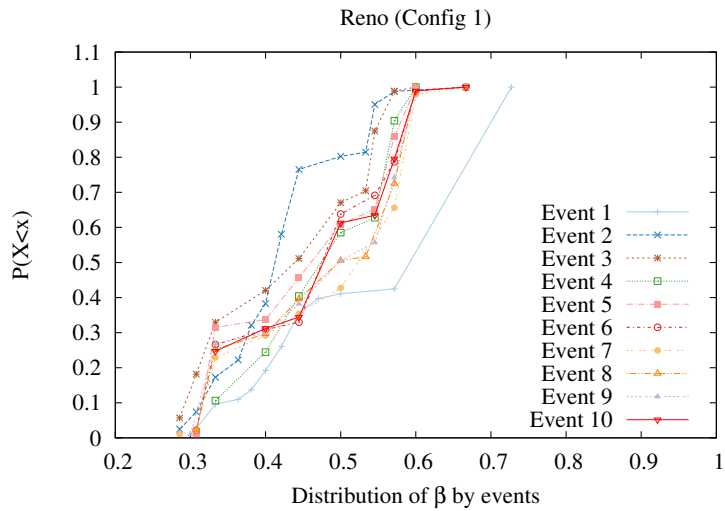 Reno (Config 1)
1.1
1
0.9
0.8
0.7
0.6
0.5
0.4
0.3
0.2
0.1
0
P(X<x)
Event 1
Event 2
Event 3
Event 4
Event 5
Event 6
Event 7
Event 8
Event 9
Event 10
0.2 0.3 0.4 0.5 0.6 0.7 0.8 0.9 1
Distribution of β by events